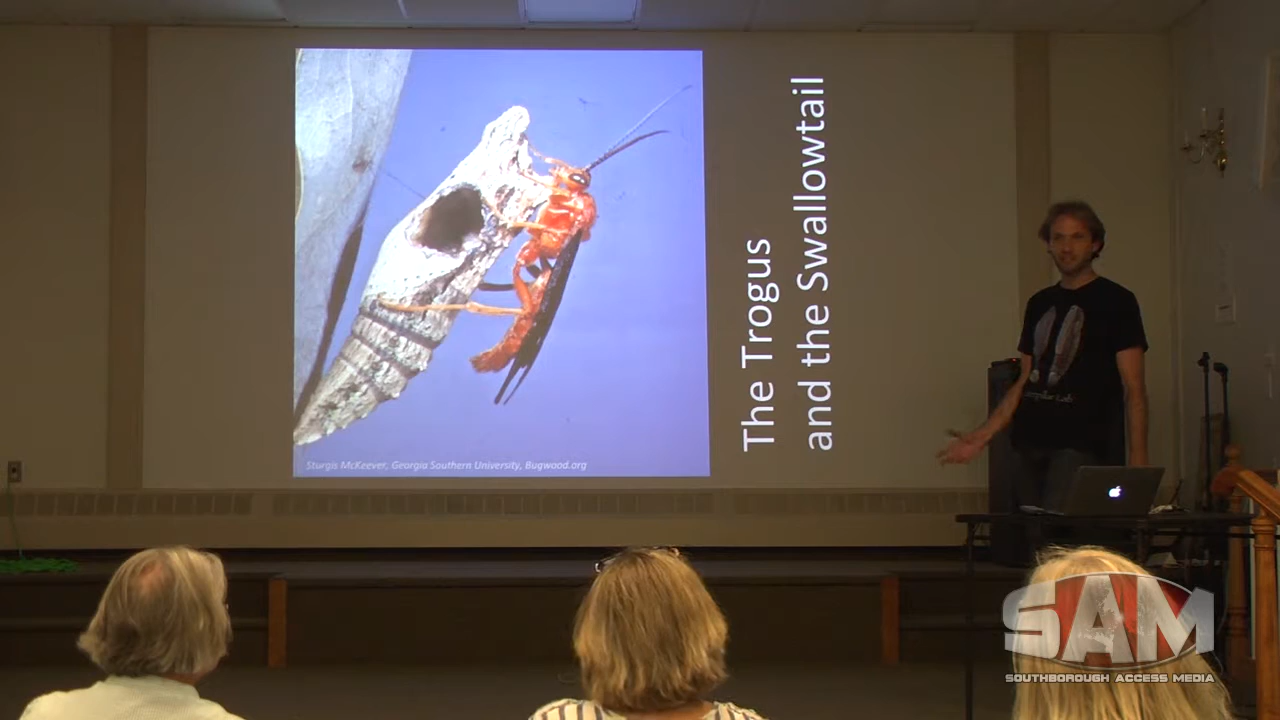 The Trogus
and the Swallowtail
Sturgis McKeever, Georgia Southern University, Bugwood.org
SAM
SOUTHBOROUGH ACCESS MEDIA